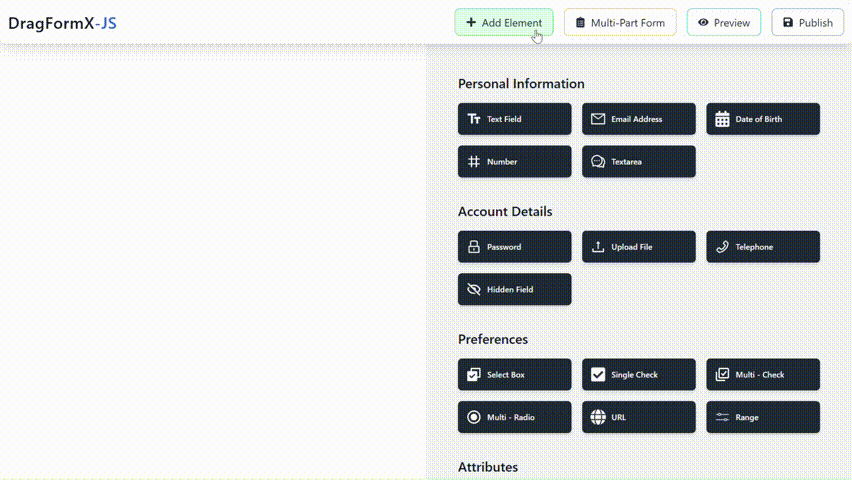 DragFormX-JS
Add Element Multi-Part Form Preview Publish
Personal Information
Text Field Email Address Date of Birth
Number Textarea
Account Details
Password Upload File Telephone
Hidden Field
Preferences
Select Box Single Check Multi - Check
Multi - Radio URL Range
Attributes